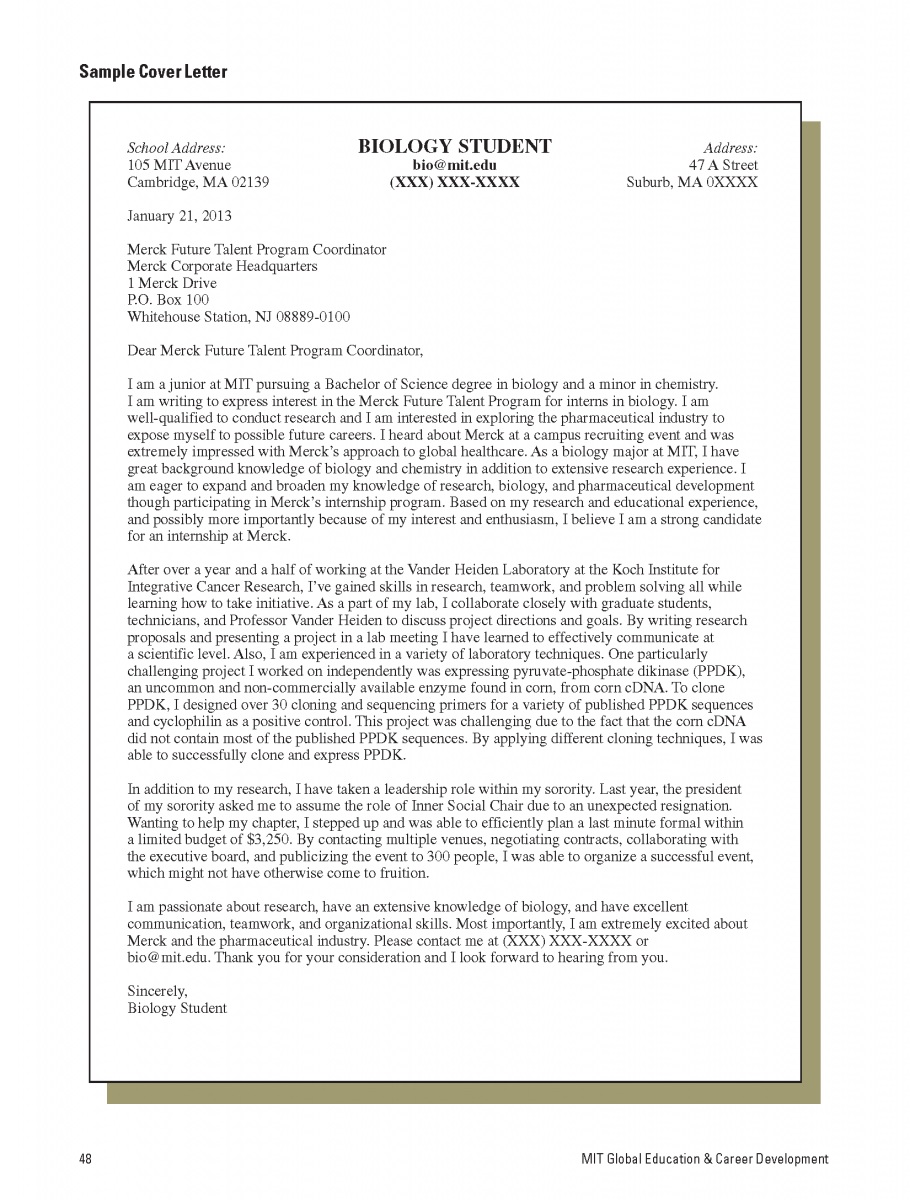 Sample Cover Letter
School Address:
105 MIT Avenue
Cambridge, MA 02139
BIOLOGY STUDENT
bio@mit.edu
(XXX) XXX-XXXX
Address:
47 A Street
Suburb, MA 0XXXX
January 21, 2013
Merck Future Talent Program Coordinator
Merck Corporate Headquarters
1 Merck Drive
P.O. Box 100
Whitehouse Station, NJ 08889-0100
Dear Merck Future Talent Program Coordinator,
I am a junior at MIT pursuing a Bachelor of Science degree in biology and a minor in chemistry.
I am writing to express interest in the Merck Future Talent Program for interns in biology. I am
well-qualified to conduct research and I am interested in exploring the pharmaceutical industry to
expose myself to possible future careers. I heard about Merck at a campus recruiting event and was
extremely impressed with Merck's approach to global healthcare. As a biology major at MIT, I have
great background knowledge of biology and chemistry in addition to extensive research experience. I
am eager to expand and broaden my knowledge of research, biology, and pharmaceutical development
though participating in Merck's internship program. Based on my research and educational experience,
and possibly more importantly because of my interest and enthusiasm, I believe I am a strong candidate
for an internship at Merck.
After over a year and a half of working at the Vander Heiden Laboratory at the Koch Institute for
Integrative Cancer Research, I've gained skills in research, teamwork, and problem solving all while
learning how to take initiative. As a part of my lab, I collaborate closely with graduate students,
technicians, and Professor Vander Heiden to discuss project directions and goals. By writing research
proposals and presenting a project in a lab meeting I have learned to effectively communicate at
a scientific level. Also, I am experienced in a variety of laboratory techniques. One particularly
challenging project I worked on independently was expressing pyruvate-phosphate dikinase (PPDK),
an uncommon and non-commercially available enzyme found in corn, from corn cDNA. To clone
PPDK, I designed over 30 cloning and sequencing primers for a variety of published PPDK sequences
and cyclophilin as a positive control. This project was challenging due to the fact that the corn cDNA
did not contain most of the published PPDK sequences. By applying different cloning techniques, I was
able to successfully clone and express PPDK.
In addition to my research, I have taken a leadership role within my sorority. Last year, the president
of my sorority asked me to assume the role of Inner Social Chair due to an unexpected resignation.
Wanting to help my chapter, I stepped up and was able to efficiently plan a last minute formal within
a limited budget of $3,250. By contacting multiple venues, negotiating contracts, collaborating with
the executive board, and publicizing the event to 300 people, I was able to organize a successful event,
which might not have otherwise come to fruition.
I am passionate about research, have an extensive knowledge of biology, and have excellent
communication, teamwork, and organizational skills. Most importantly, I am extremely excited about
Merck and the pharmaceutical industry. Please contact me at (XXX) XXX-XXXX or
bio@mit.edu. Thank you for your consideration and I look forward to hearing from you.
Sincerely,
Biology Student
48
MIT Global Education & Career Development